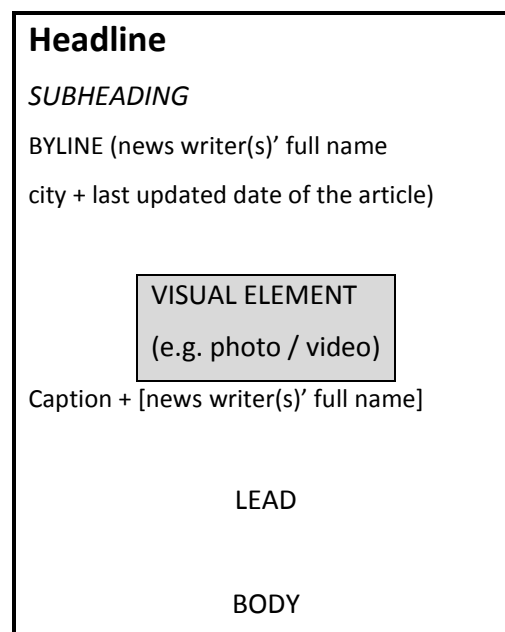 Headline
SUBHEADING
BYLINE (news writer(s)’ full name
city + last updated date of the article)
VISUAL ELEMENT
(e.g. photo / video)
Caption + [news writer(s)’ full name]
LEAD
BODY